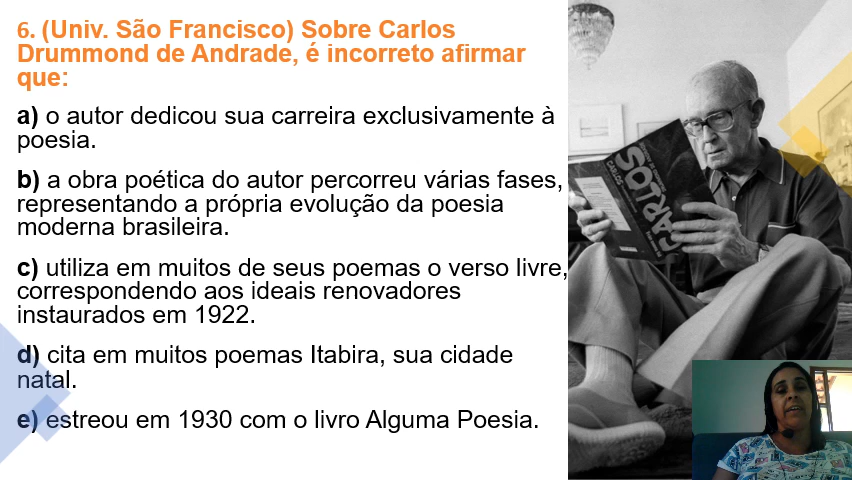 6. (Univ. São Francisco) Sobre Carlos
Drummond de Andrade, é incorreto afirmar
que:
a) o autor dedicou sua carreira exclusivamente à
poesia.
b) a obra poética do autor percorreu várias fases,
representando a própria evolução da poesia
moderna brasileira.
c) utiliza em muitos de seus poemas o verso livre,
correspondendo aos ideais renovadores
instaurados em 1922.
d) cita em muitos poemas Itabira, sua cidade
natal.
e) estreou em 1930 com o livro Alguma Poesia.
CARLOS